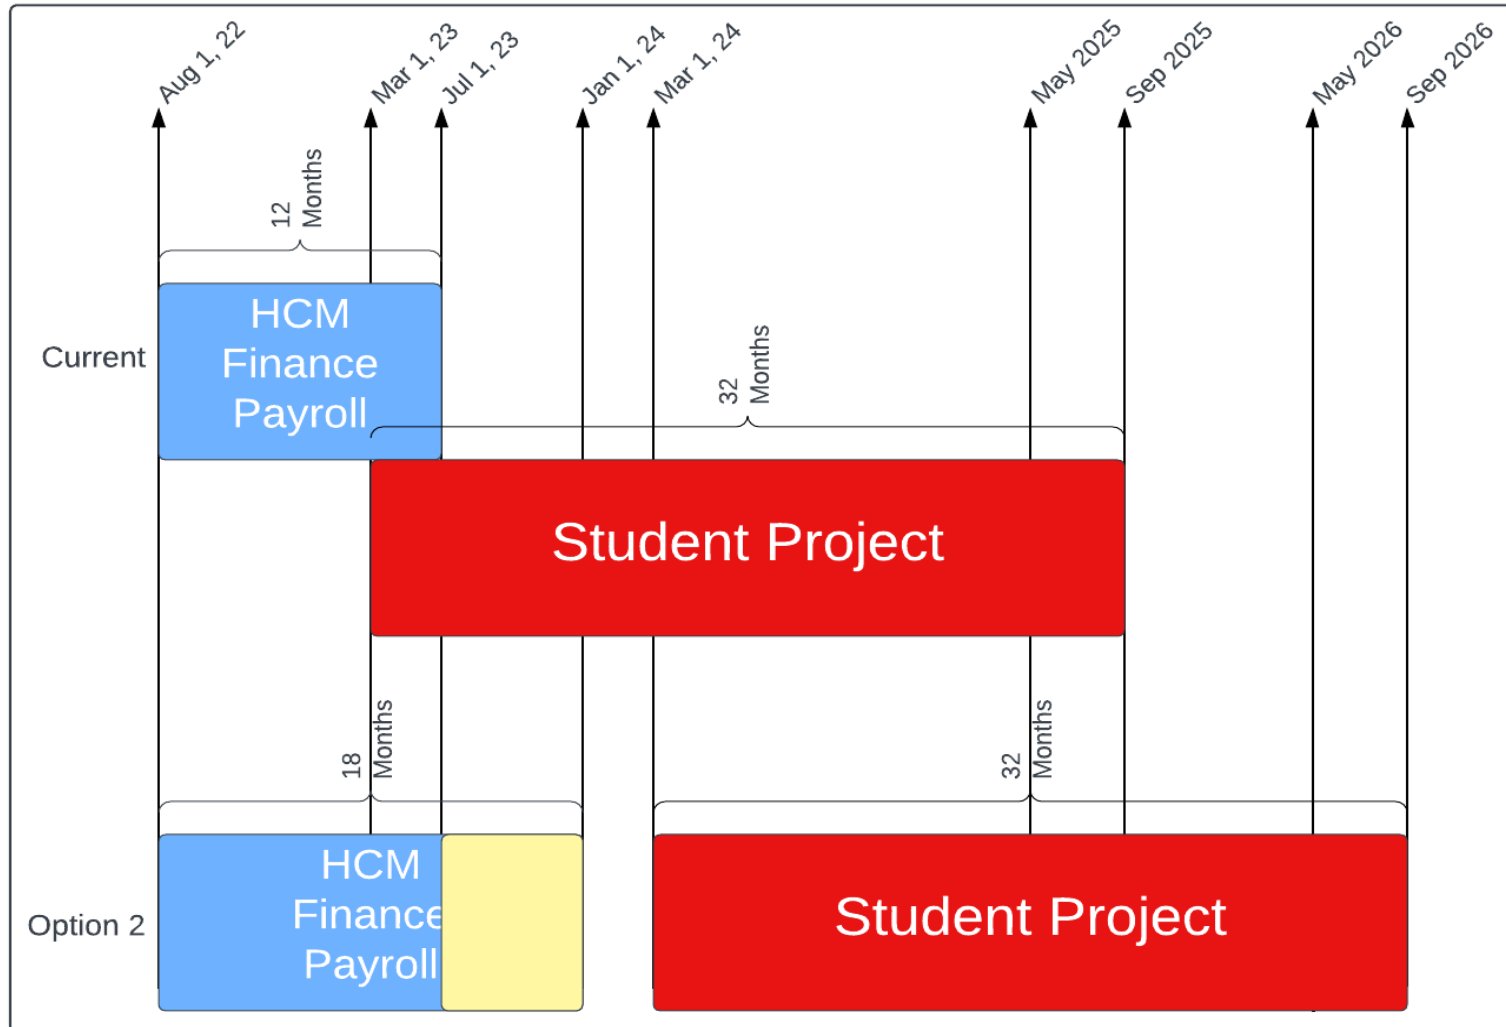 Aug 1, 22
Mar 1, 23
Jul 1, 23
Jan 1, 24
Mar 1, 24
May 2025
Sep 2025
May 2026
Sep 2026
12
Months
Current
HCM
Finance
Payroll
32
Months
Student Project
18
Months
32
Months
Option 2
HCM
Finance
Payroll
Student Project